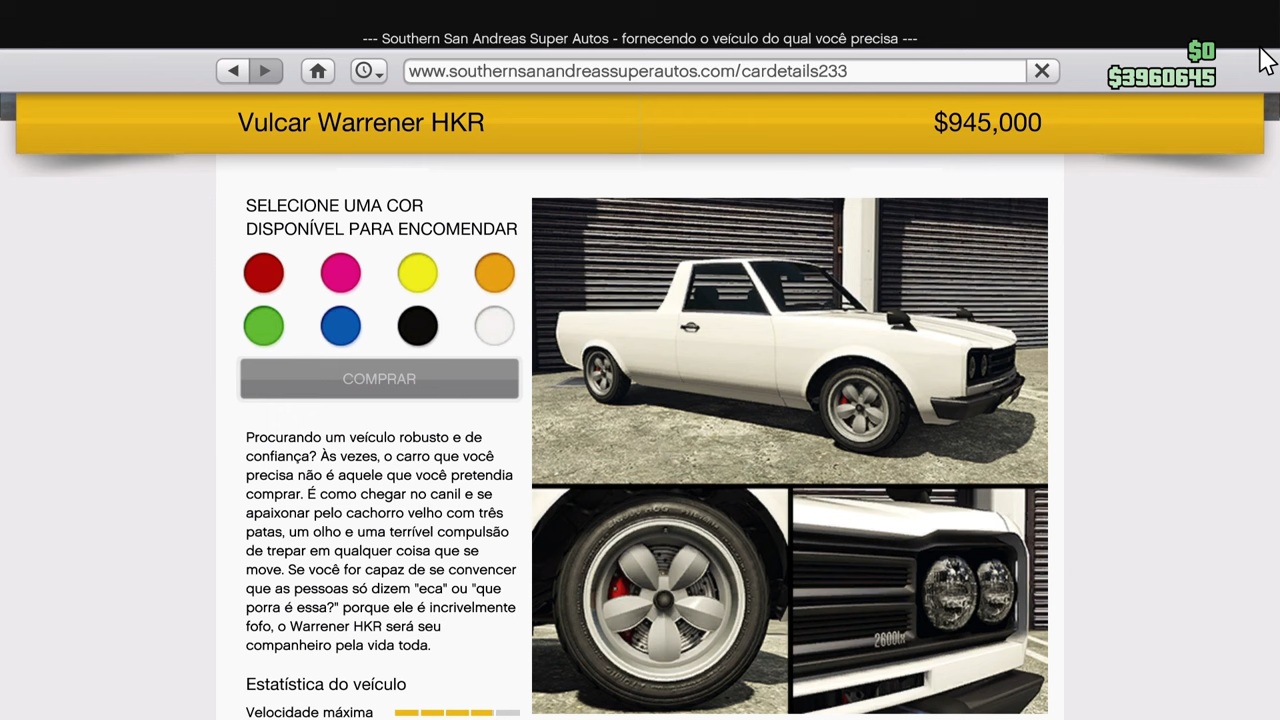 --- Southern San Andreas Super Autos - fornecendo o veículo do qual você precisa ---
$0
www.southernsanandreassuperautos.com/cardetails233
$3960645
Vulcar Warrener HKR
$945,000
SELECIONE UMA COR
DISPONÍVEL PARA ENCOMENDAR
COMPRAR
Procurando um veículo robusto e de
confiança? Às vezes, o carro que você
precisa não é aquele que você pretendia
comprar. É como chegar no canil e se
apaixonar pelo cachorro velho com três
patas, um olho e uma terrível compulsão
de trepar em qualquer coisa que se
move. Se você for capaz de se convencer
que as pessoas só dizem "eca" ou "que
porra é essa?" porque ele é incrivelmente
fofo, o Warrener HKR será seu
companheiro pela vida toda.
Estatística do veículo
Velocidade máxima